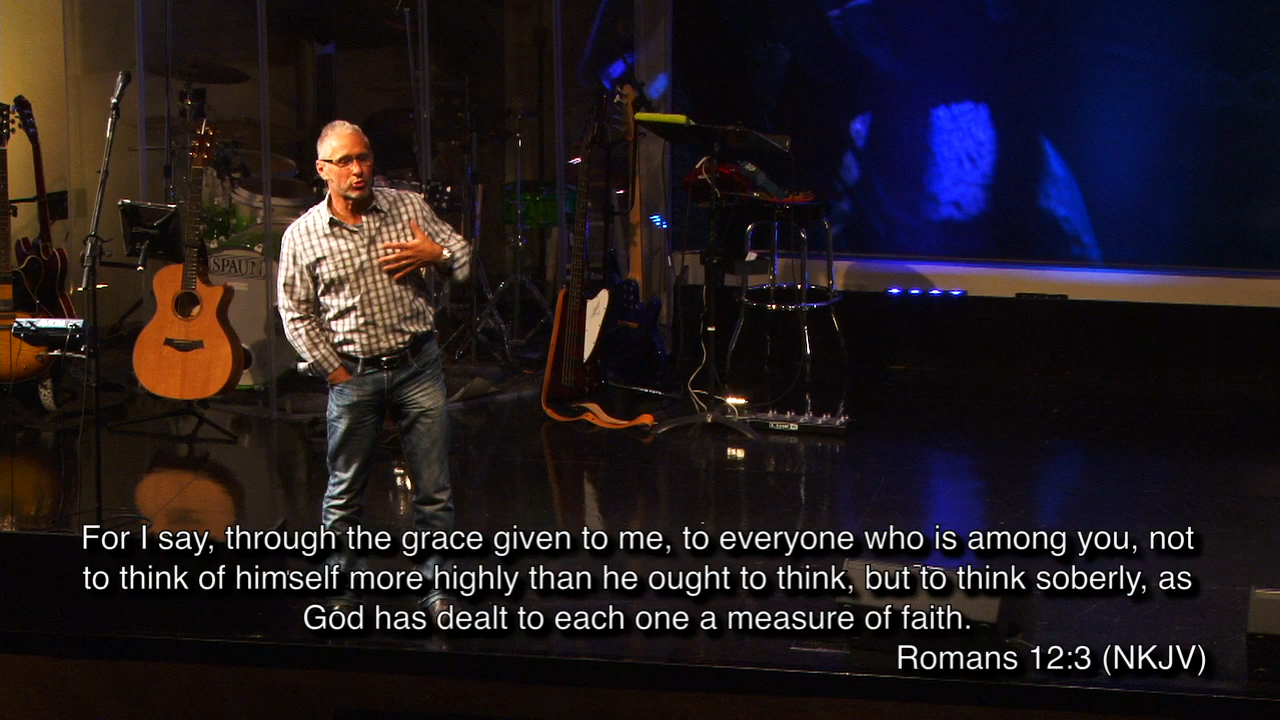 SPAUN
For I say, through the grace given to me, to everyone who is among you, not
to think of himself more highly than he ought to think, but to think soberly, as
God has dealt to each one a measure of faith.
Romans 12:3 (NKJV)